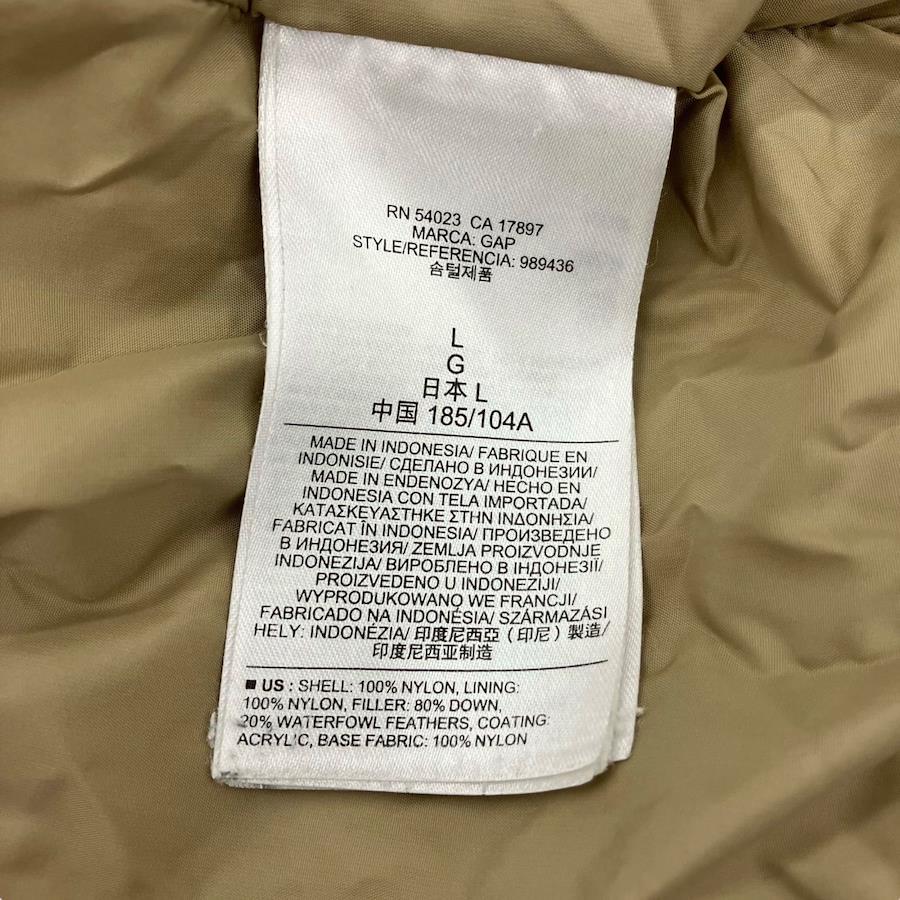 RN 54023 CA 17897
MARCA: GAP
STYLE/REFERENCIA: 989436
솜털제품
L
G
日本 L
中国 185/104A
MADE IN INDONESIA/ FABRIQUE EN
INDONISIE/ СДЕЛАНО В ИНДОНЕЗИИ/
MADE IN ENDENOZYA/ HECHO EN
INDONESIA CON TELA IMPORTADA/
ΚΑΤΑΣΚΕΥΑΣΤΗΚΕ ΣΤΗΝ ΙΝΔΟΝΗΣΙΑ/
FABRICAT ÎN INDONESIA/ ПРОИЗВЕДЕНО
В ИНДОНЕЗИЯ/ ZEMLJA PROIZVODNJE
INDONEZIJA/ ВИРОБЛЕНО В ІНДОНЕЗІЇ/
PROIZVEDENO U INDONEZIJI/
WYPRODUKOWANO WE FRANCJI/
FABRICADO NA INDONÉSIA/ SZÁRMAZÁSI
HELY: INDONÉZIA/ 印度尼西亞（印尼）製造/
印度尼西亚制造
■ US : SHELL: 100% NYLON, LINING:
100% NYLON, FILLER: 80% DOWN,
20% WATERFOWL FEATHERS, COATING:
ACRYLIC, BASE FABRIC: 100% NYLON